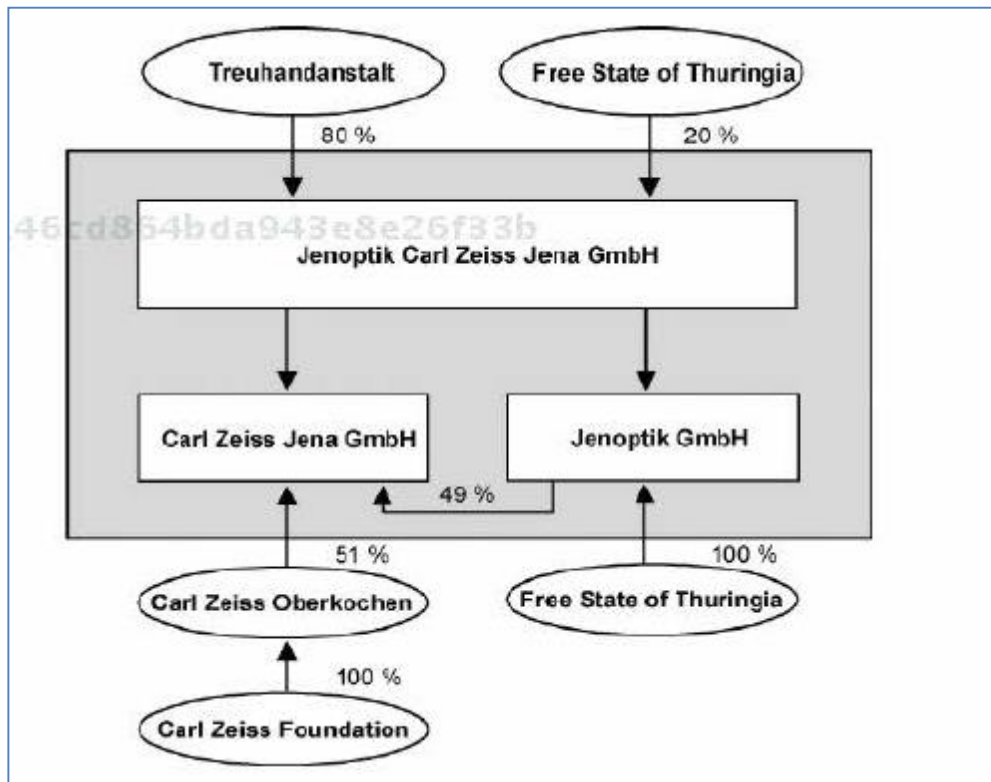 Treuhandanstalt
Free State of Thuringia
80 %
20 %
46cd864bda943e8e26f33b
Jenoptik Carl Zeiss Jena GmbH
Carl Zeiss Jena GmbH
Jenoptik GmbH
49 %
51 %
100 %
Carl Zeiss Oberkochen
Free State of Thuringia
100 %
Carl Zeiss Foundation